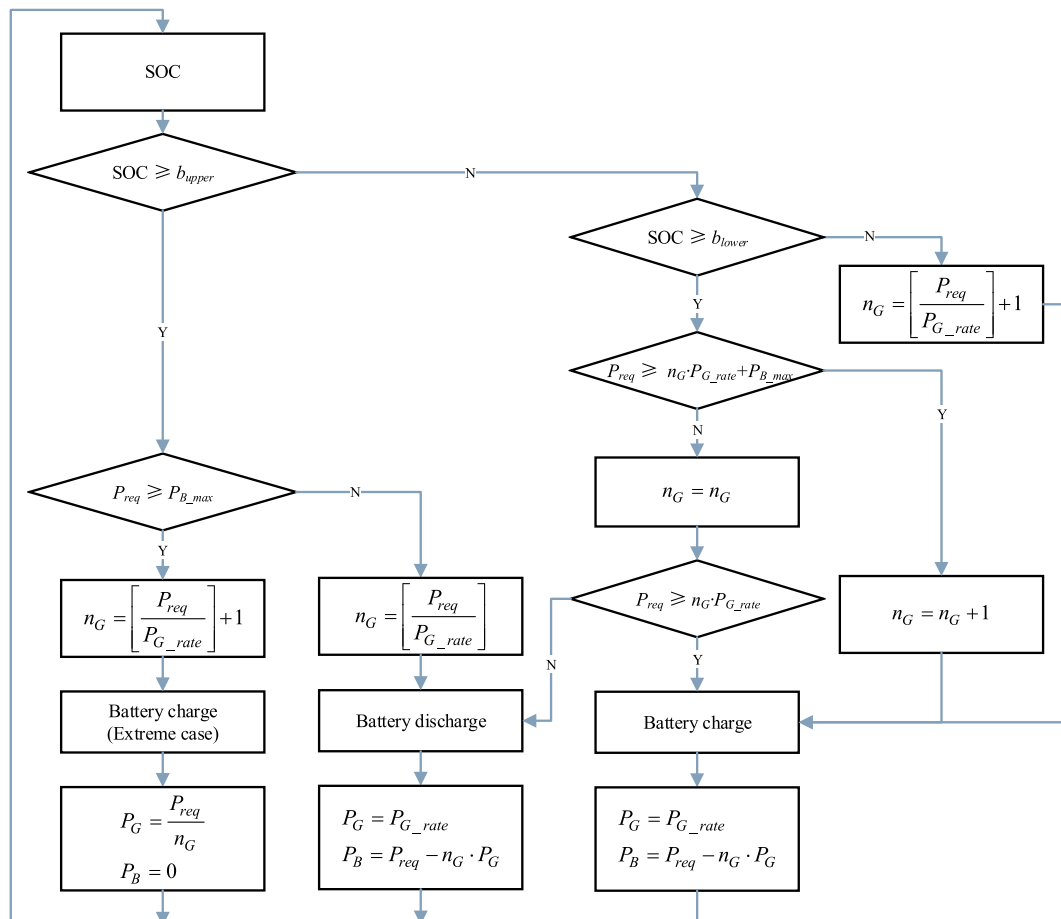 SOC
SOC ≥ b_upper
N
SOC ≥ b_lower
N
n_G = [P_req / P_G_rate] + 1
Y
Y
P_req ≥ n_G·P_G_rate+P_B_max
Y
N
n_G = n_G
P_req ≥ P_B_max
N
Y
n_G = [P_req / P_G_rate] + 1
n_G = [P_req / P_G_rate]
P_req ≥ n_G·P_G_rate
n_G = n_G + 1
N
Y
Battery charge
(Extreme case)
Battery discharge
Battery charge
P_G = P_req / n_G
P_B = 0
P_G = P_G_rate
P_B = P_req − n_G · P_G
P_G = P_G_rate
P_B = P_req − n_G · P_G